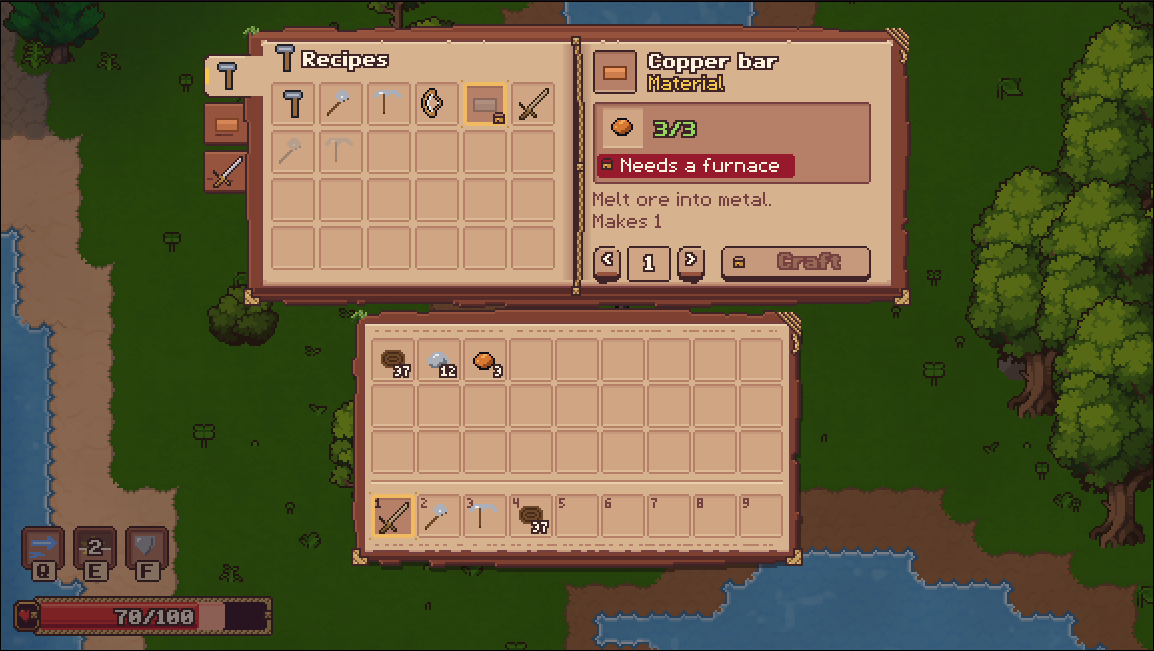 Recipes
Copper bar
Material
3/3
Needs a furnace
Melt ore into metal.
Makes 1
< 1 > Craft
37 12 3
1 2 3 4 5 6 7 8 9
37
-2-
Q E F
70/100